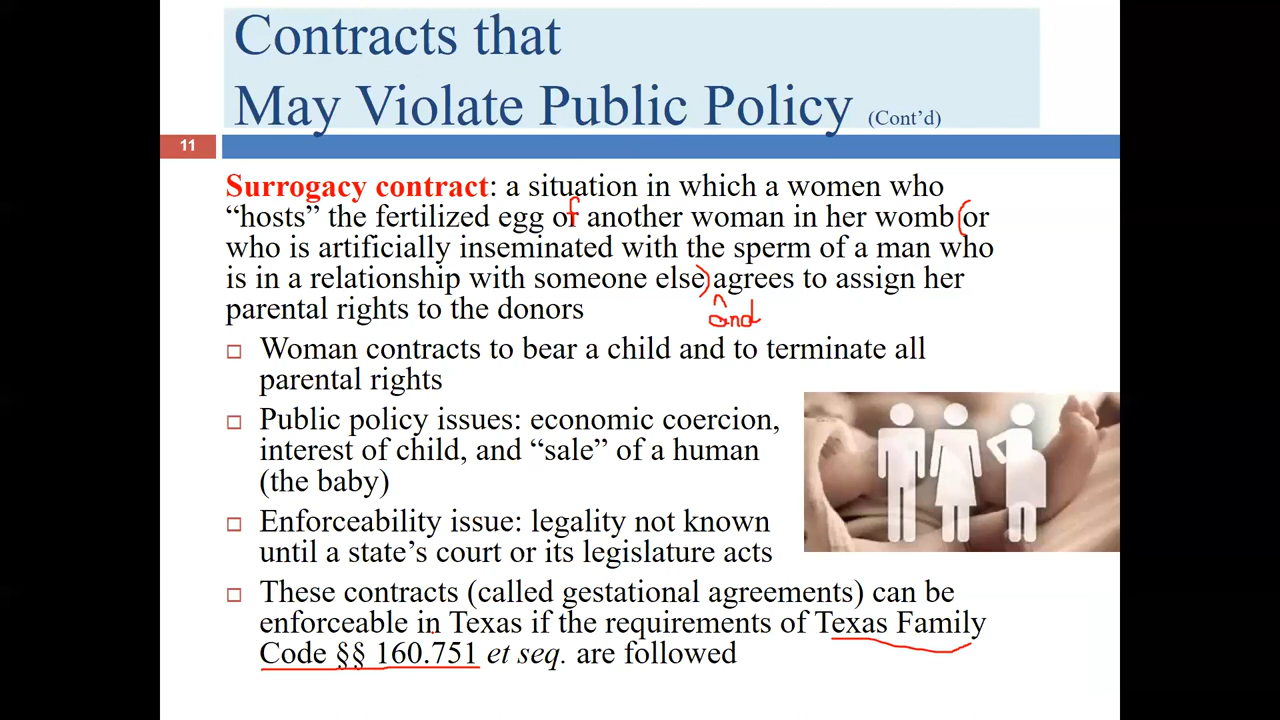 Contracts that
May Violate Public Policy (Cont’d)
11
Surrogacy contract: a situation in which a women who
“hosts” the fertilized egg of another woman in her womb (or
who is artificially inseminated with the sperm of a man who
is in a relationship with someone else) agrees to assign her
^ and
parental rights to the donors
□ Woman contracts to bear a child and to terminate all
parental rights
□ Public policy issues: economic coercion,
interest of child, and “sale” of a human
(the baby)
□ Enforceability issue: legality not known
until a state’s court or its legislature acts
□ These contracts (called gestational agreements) can be
enforceable in Texas if the requirements of Texas Family
Code §§ 160.751 et seq. are followed